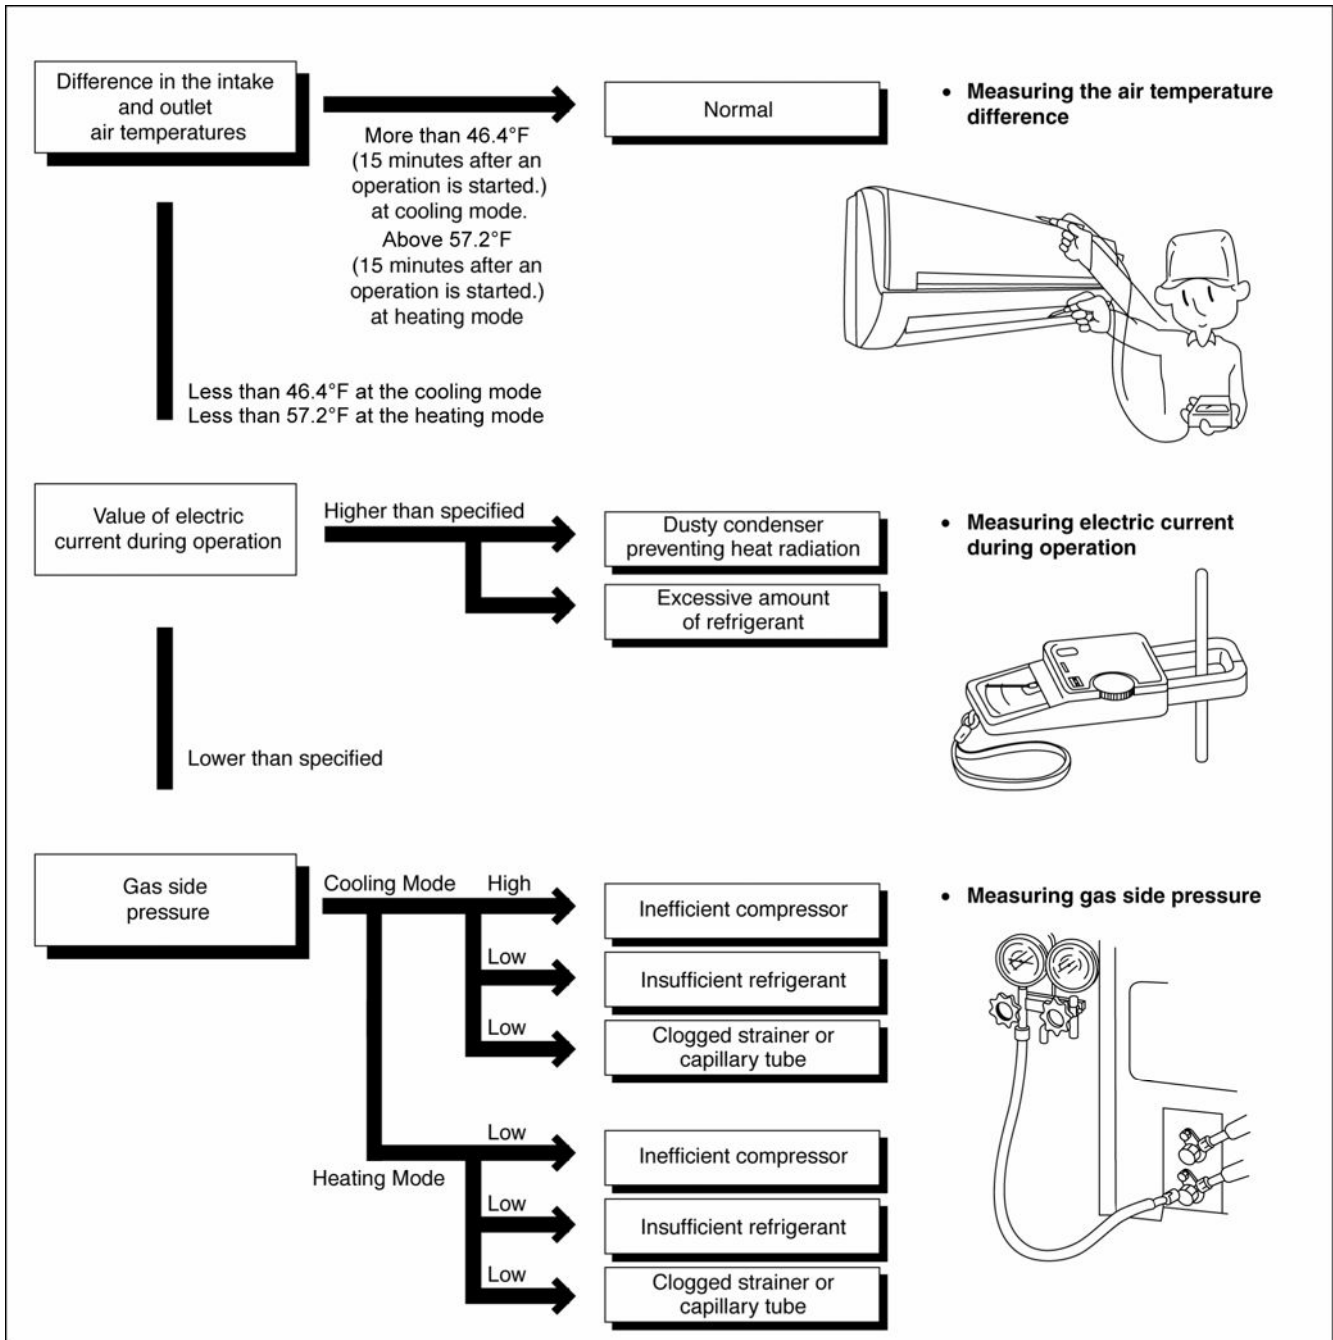 Difference in the intake
and outlet
air temperatures
More than 46.4°F
(15 minutes after an
operation is started.)
at cooling mode.
Above 57.2°F
(15 minutes after an
operation is started.)
at heating mode
Normal
• Measuring the air temperature
difference
Less than 46.4°F at the cooling mode
Less than 57.2°F at the heating mode
Value of electric
current during operation
Higher than specified
Dusty condenser
preventing heat radiation
Excessive amount
of refrigerant
• Measuring electric current
during operation
Lower than specified
Gas side
pressure
Cooling Mode
High
Inefficient compressor
Low
Insufficient refrigerant
Low
Clogged strainer or
capillary tube
Heating Mode
Low
Inefficient compressor
Low
Insufficient refrigerant
Low
Clogged strainer or
capillary tube
• Measuring gas side pressure